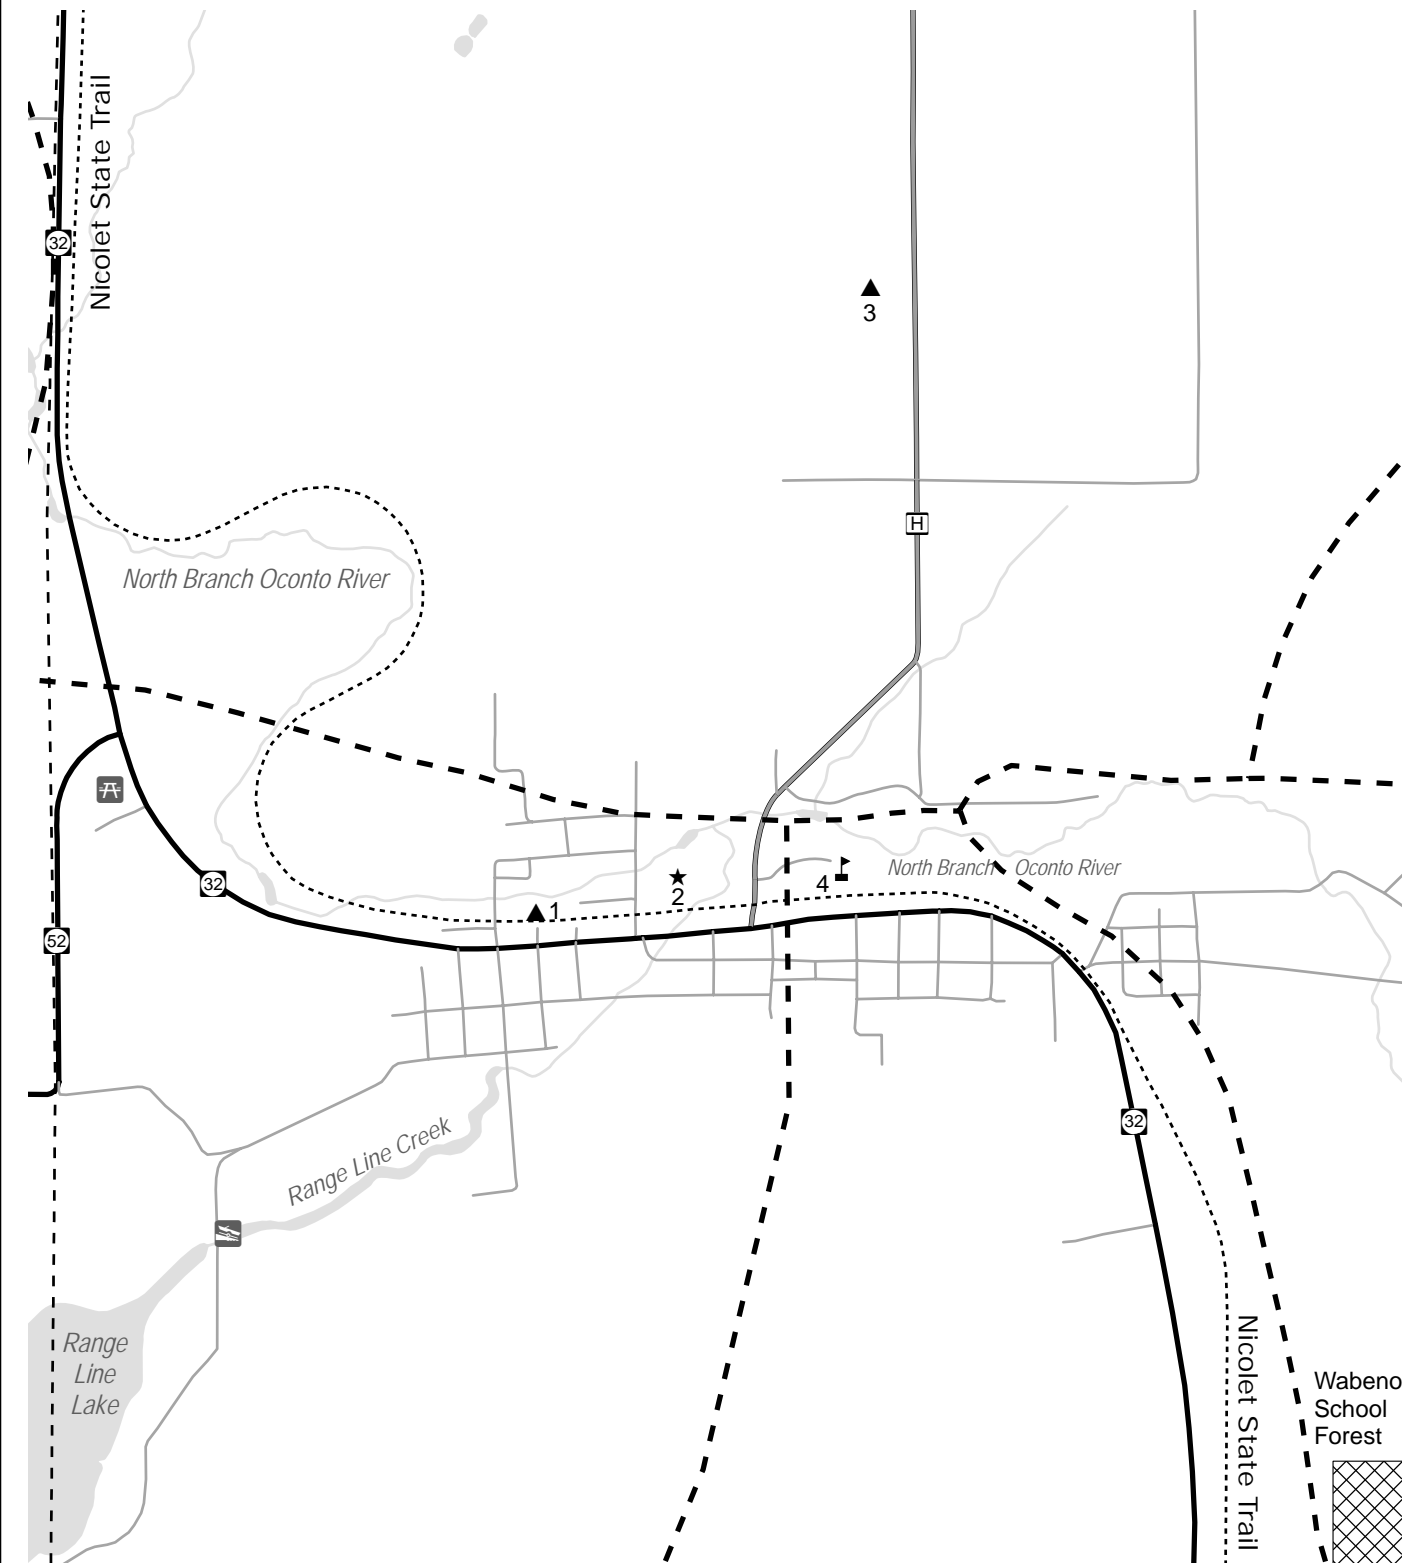 Nicolet State Trail
32
3
H
North Branch Oconto River
32
1
2
4
North Branch Oconto River
52
32
Range Line Creek
Range
Line
Lake
Nicolet State Trail
Wabeno
School
Forest